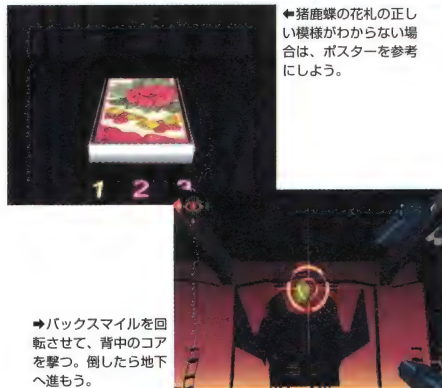 ⬅猪鹿蝶の花札の正し
い模様がわからない場
合は、ポスターを参考
にしよう。
1 2 3
➡バックスマイルを回
転させて、背中のコア
を撃つ。倒したら地下
へ進もう。